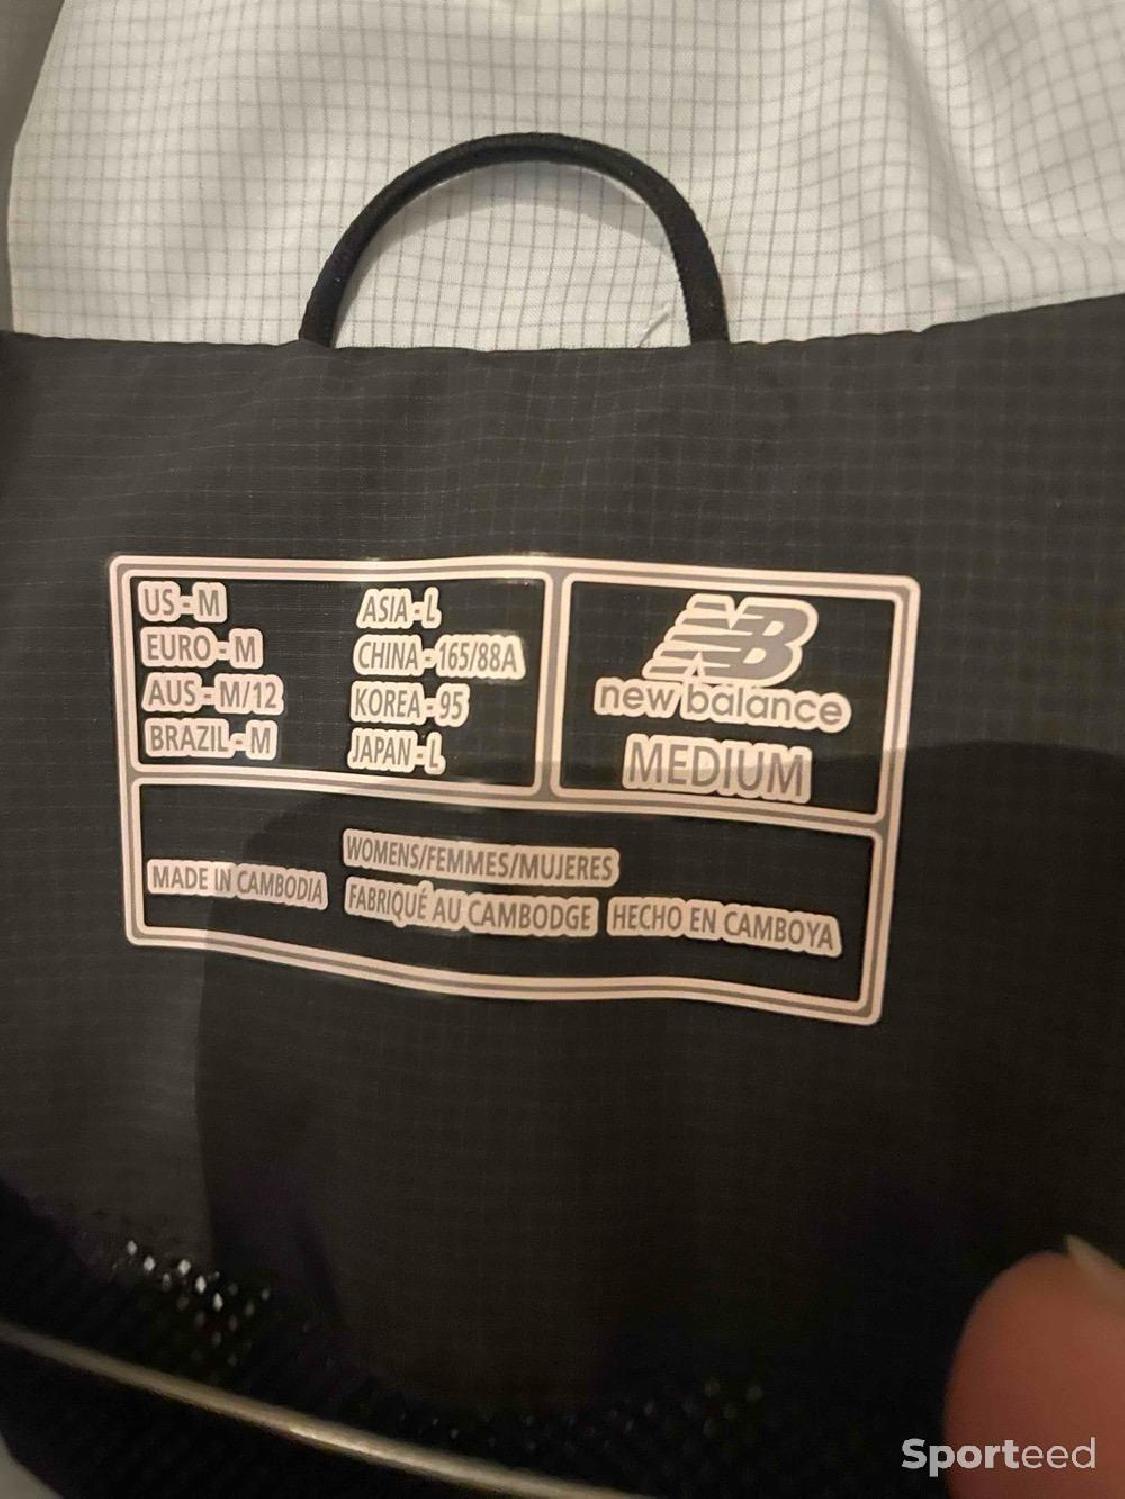 US - M
EURO - M
AUS - M/12
BRAZIL - M
ASIA - L
CHINA - 165/88A
KOREA - 95
JAPAN - L
NB
new balance
MEDIUM
WOMENS/FEMMES/MUJERES
MADE IN CAMBODIA FABRIQUÉ AU CAMBODGE HECHO EN CAMBOYA
Sporteed